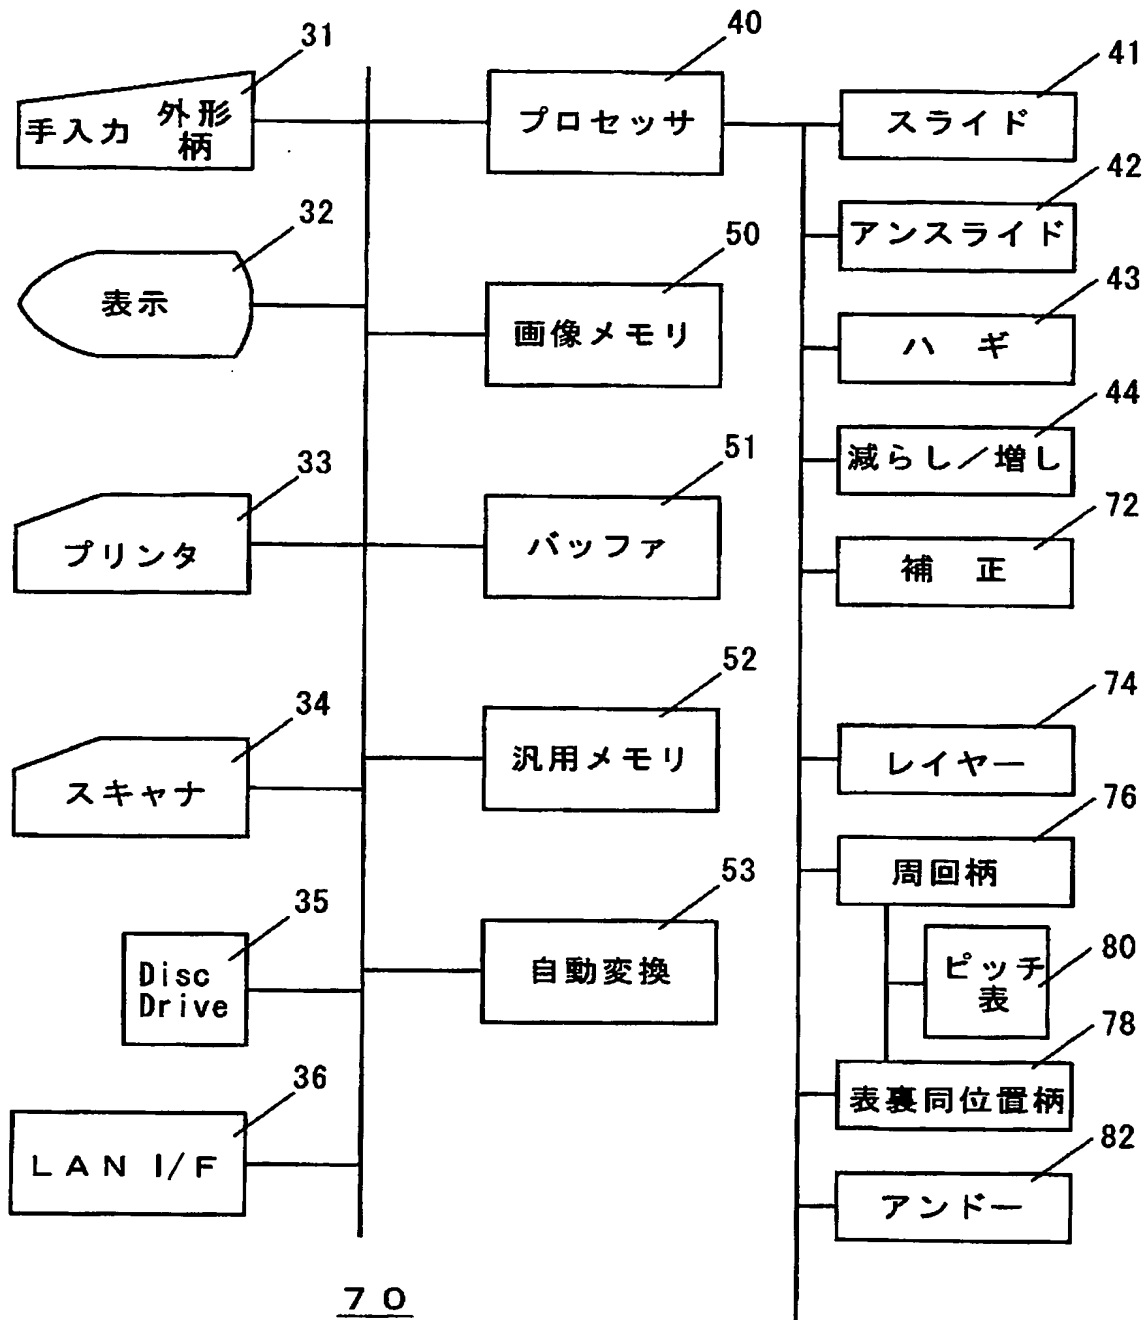 31
手入力 外形
柄
32
表示
33
プリンタ
34
スキャナ
35
Disc
Drive
36
LAN I/F
40
プロセッサ
50
画像メモリ
51
バッファ
52
汎用メモリ
53
自動変換
41
スライド
42
アンスライド
43
ハギ
44
減らし/増し
72
補正
74
レイヤー
76
周回柄
80
ピッチ
表
78
表裏同位置柄
82
アンドー
70